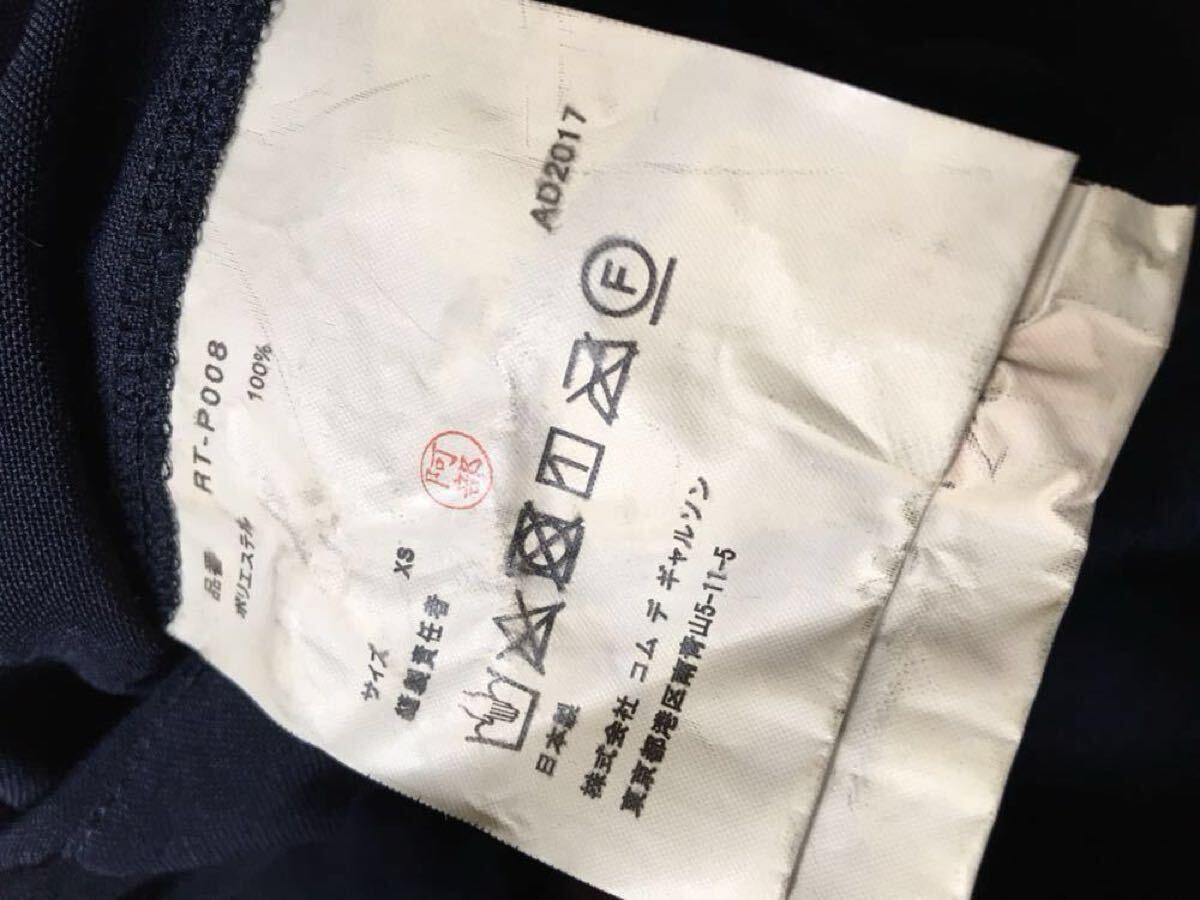 品番 RT-P008
ポリエステル 100%
サイズ XS
縫製責任者 阿部
F
日本製 AD2017
株式会社 コム デ ギャルソン
東京都港区南青山5-11-5